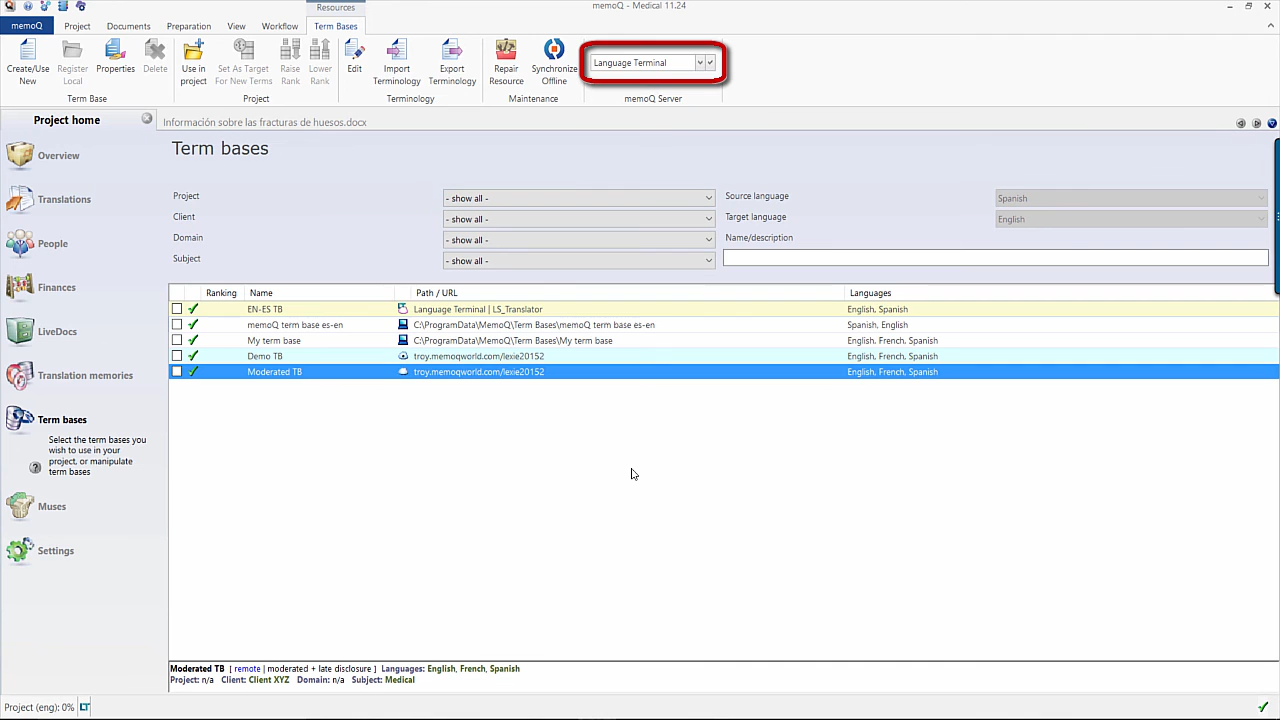 Resources
memoQ - Medical 11.24
memoQ Project Documents Preparation View Workflow Term Bases
Create/Use New
Register Local
Properties
Delete
Term Base
Use in project
Set As Target For New Terms
Raise Rank
Lower Rank
Project
Edit
Import Terminology
Export Terminology
Terminology
Repair Resource
Synchronize Offline
Maintenance
Language Terminal
memoQ Server
Project home
Información sobre las fracturas de huesos.docx
Overview
Translations
People
Finances
LiveDocs
Translation memories
Term bases
Select the term bases you
wish to use in your
project, or manipulate
term bases
Muses
Settings
Term bases
Project - show all - Source language Spanish
Client - show all - Target language English
Domain - show all - Name/description
Subject - show all -
Ranking Name Path / URL Languages
EN-ES TB Language Terminal | LS_Translator English, Spanish
memoQ term base es-en C:\ProgramData\MemoQ\Term Bases\memoQ term base es-en Spanish, English
My term base C:\ProgramData\MemoQ\Term Bases\My term base English, French, Spanish
Demo TB troy.memoqworld.com/lexie20152 English, French, Spanish
Moderated TB troy.memoqworld.com/lexie20152 English, French, Spanish
Moderated TB [ remote | moderated + late disclosure ] Languages: English, French, Spanish
Project: n/a Client: Client XYZ Domain: n/a Subject: Medical
Project (eng): 0% LT